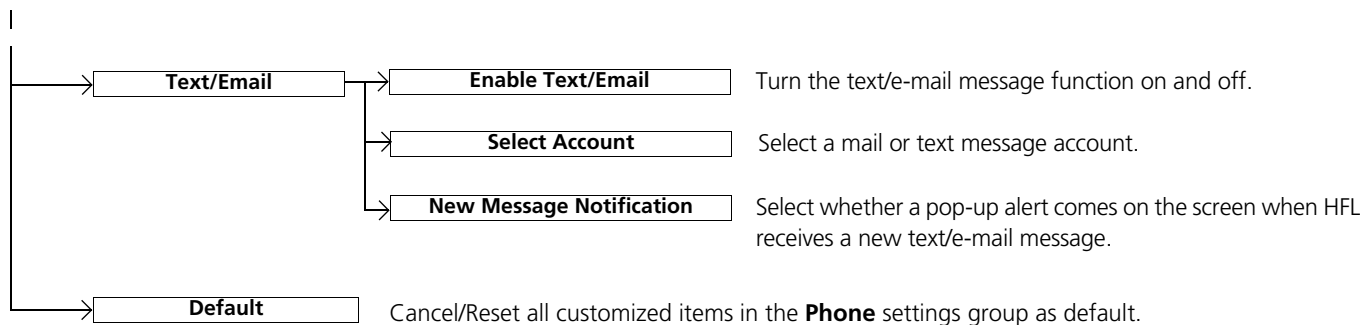 Text/Email
Enable Text/Email
Turn the text/e-mail message function on and off.
Select Account
Select a mail or text message account.
New Message Notification
Select whether a pop-up alert comes on the screen when HFL
receives a new text/e-mail message.
Default
Cancel/Reset all customized items in the Phone settings group as default.